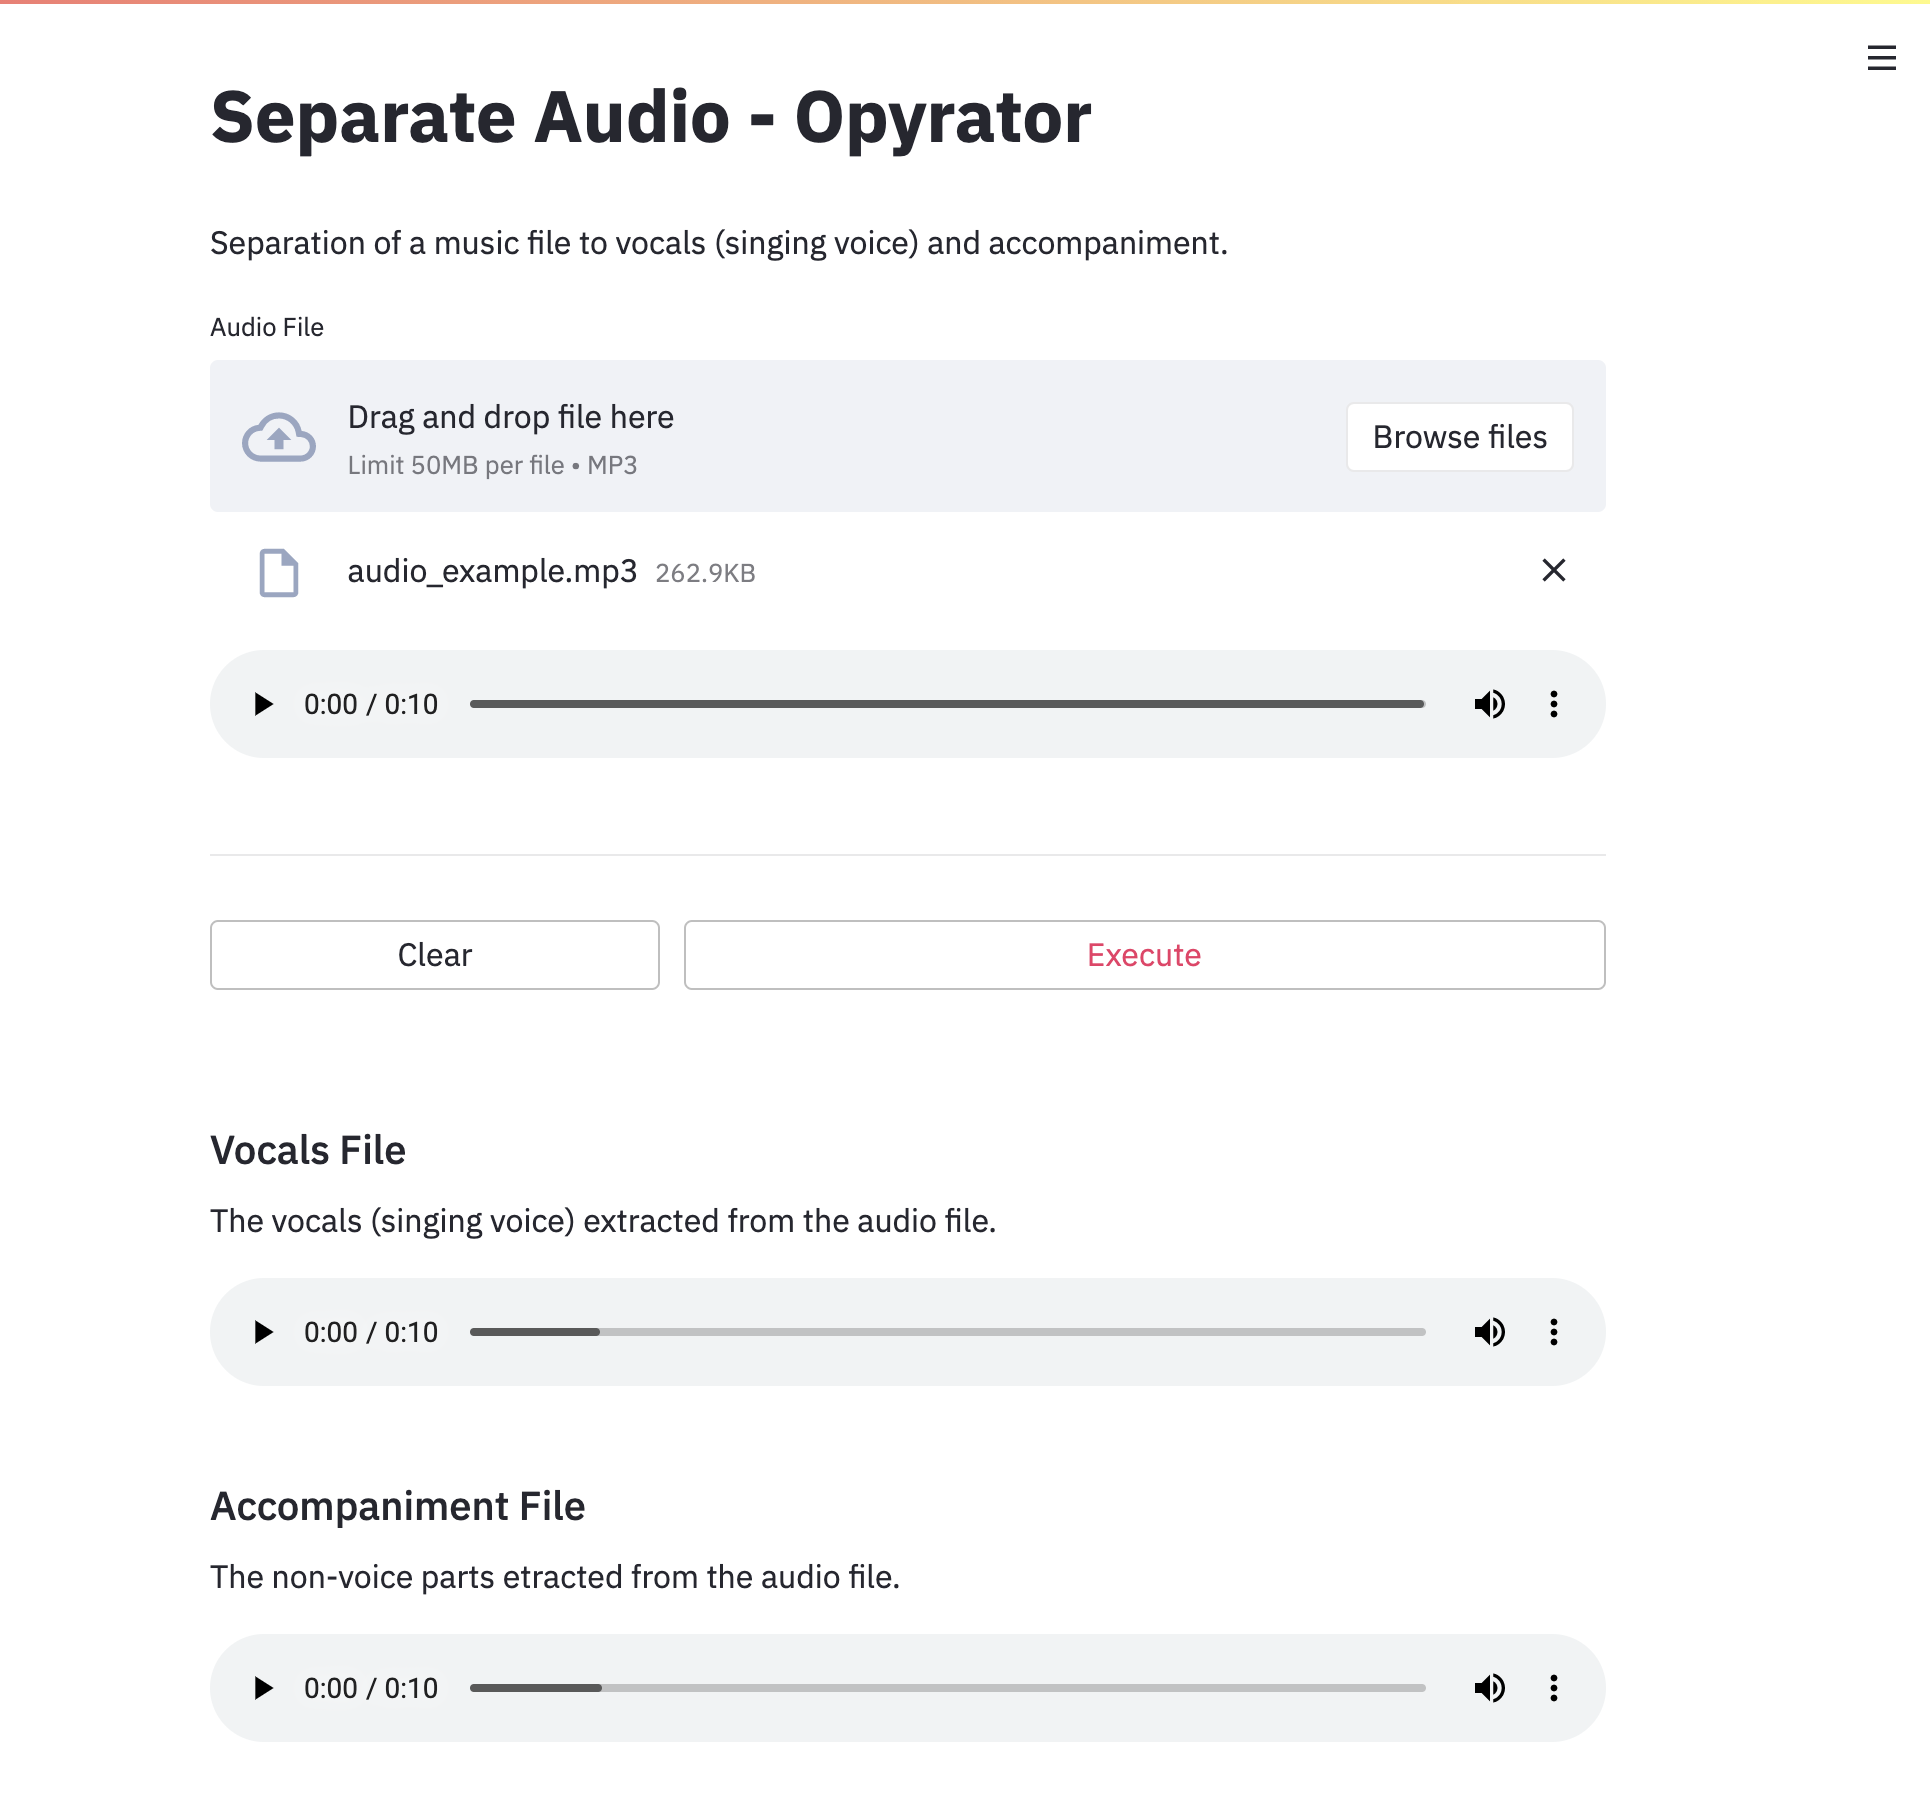 Separate Audio - Opyrator
Separation of a music file to vocals (singing voice) and accompaniment.
Audio File
Drag and drop file here
Limit 50MB per file • MP3
Browse files
audio_example.mp3 262.9KB
0:00 / 0:10
Clear
Execute
Vocals File
The vocals (singing voice) extracted from the audio file.
0:00 / 0:10
Accompaniment File
The non-voice parts etracted from the audio file.
0:00 / 0:10